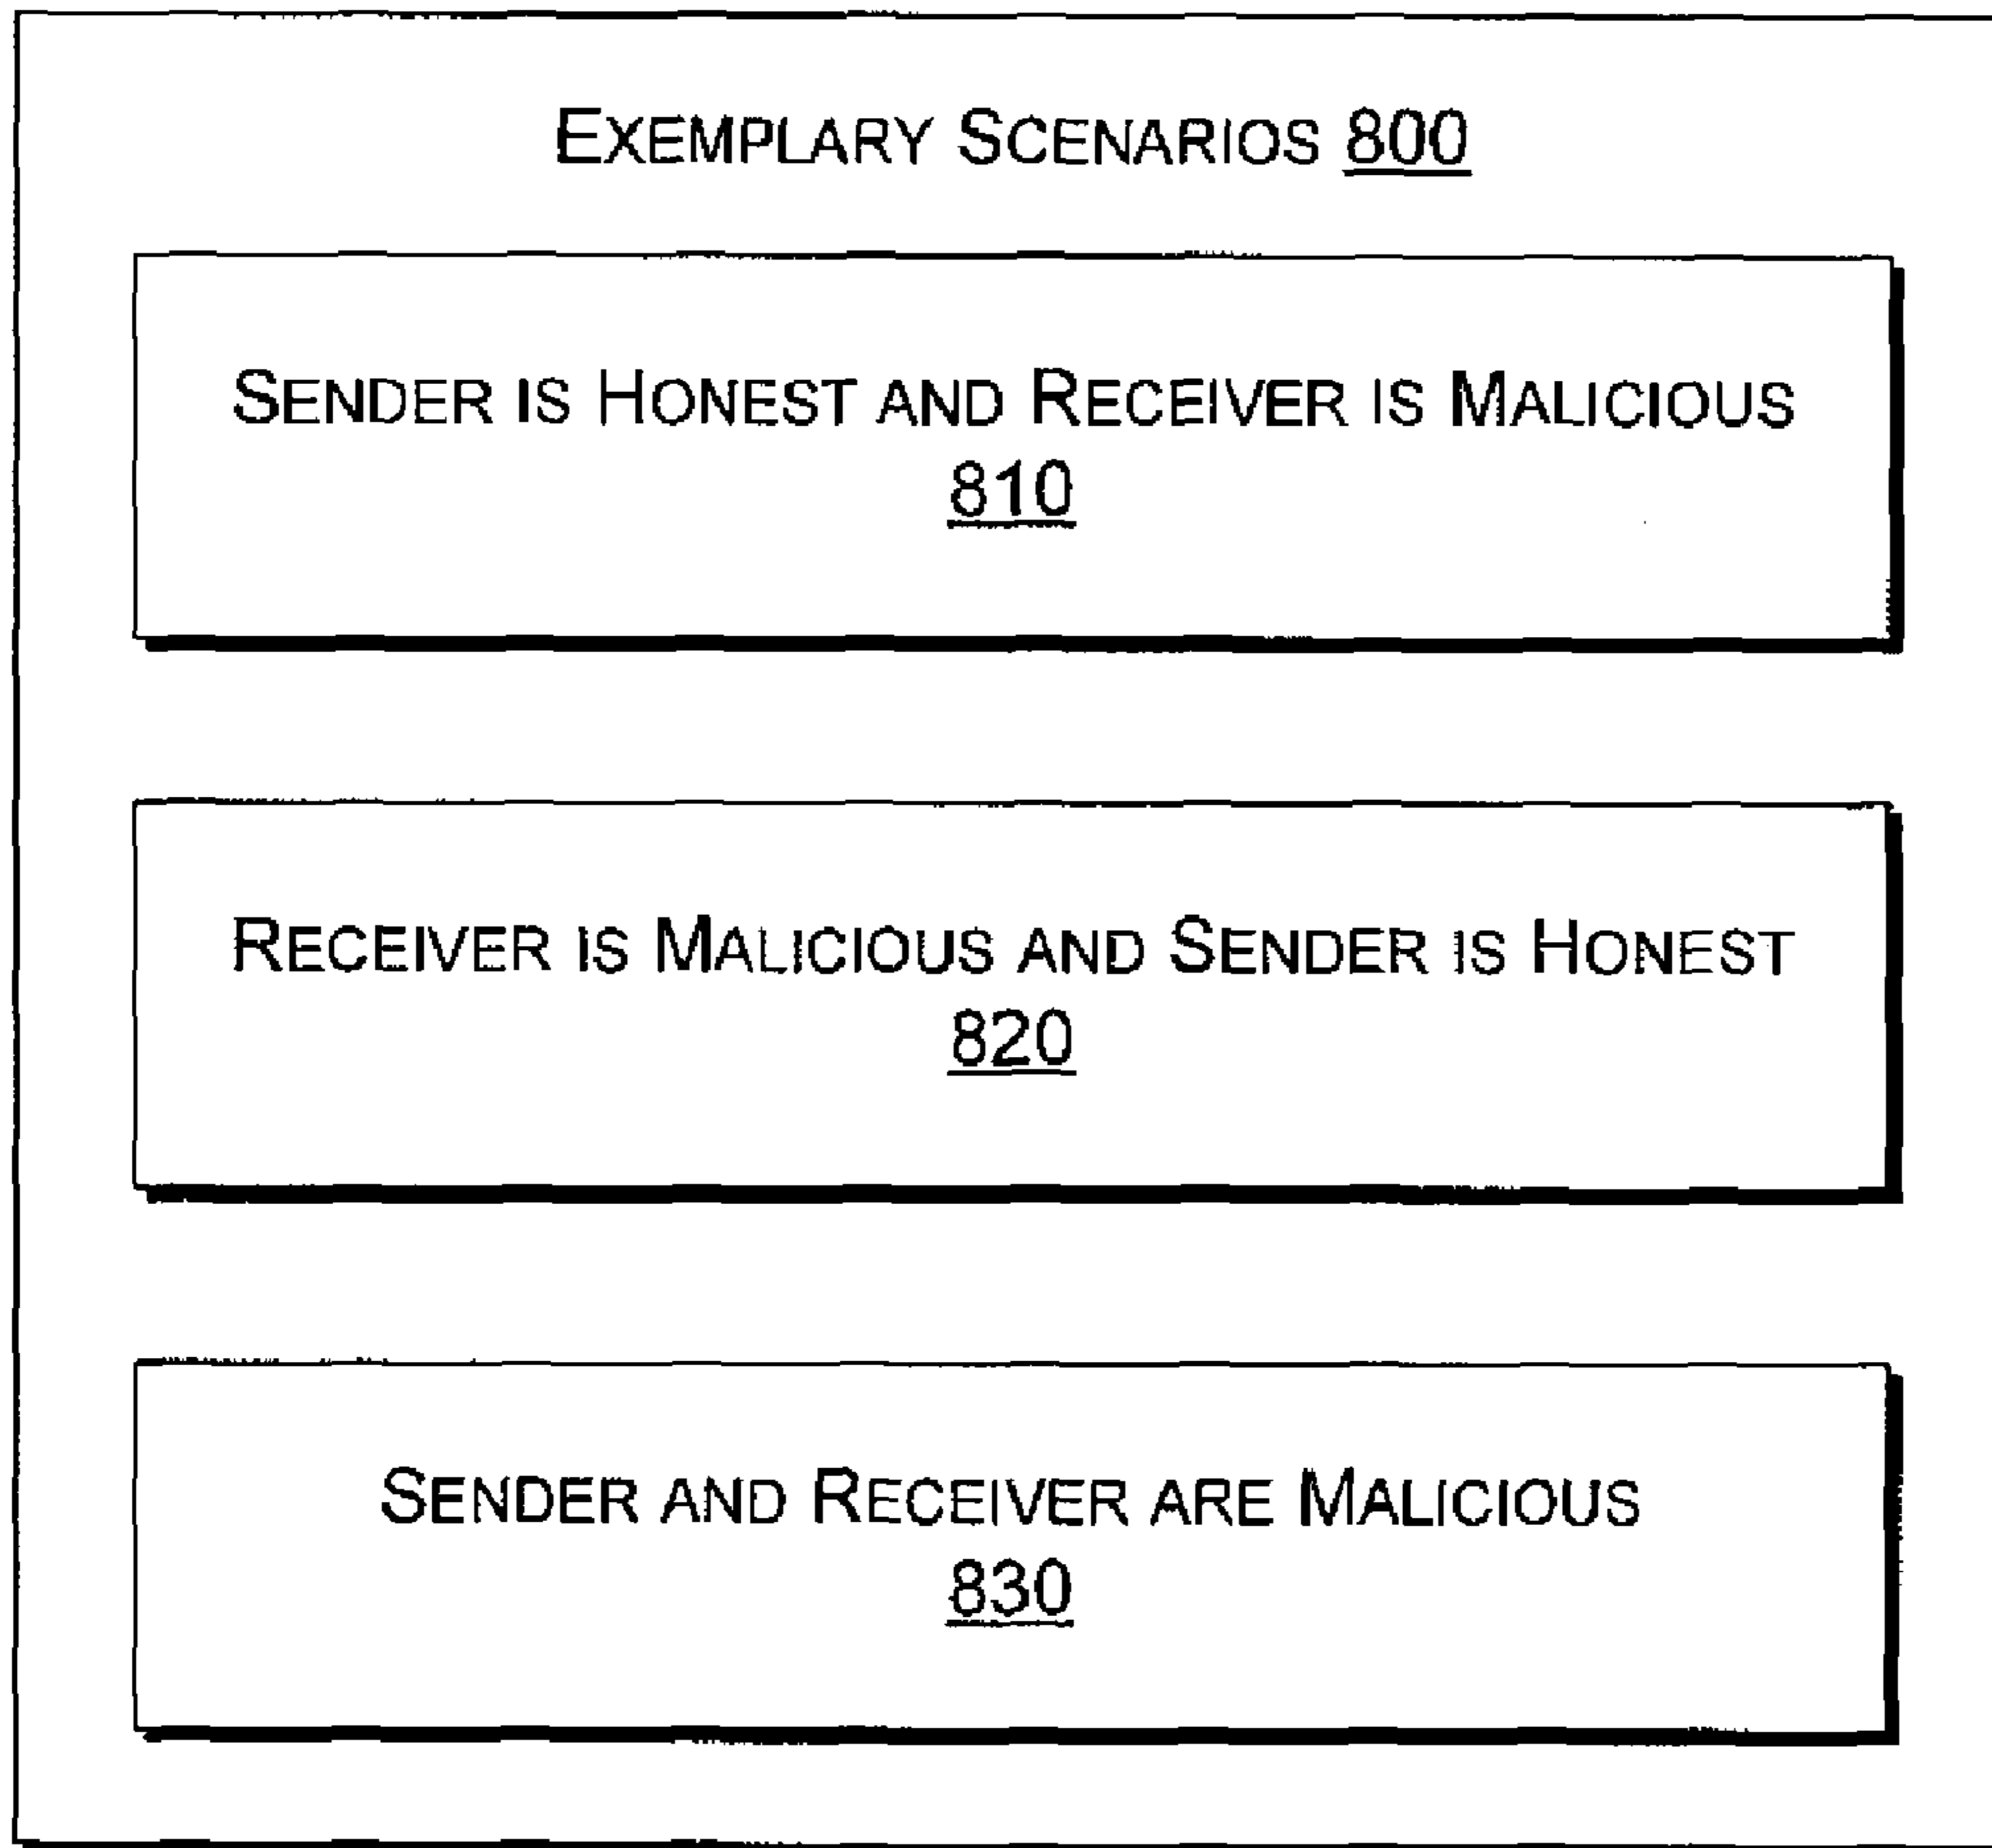 EXEMPLARY SCENARIOS 800
SENDER IS HONEST AND RECEIVER IS MALICIOUS
810
RECEIVER IS MALICIOUS AND SENDER IS HONEST
820
SENDER AND RECEIVER ARE MALICIOUS
830